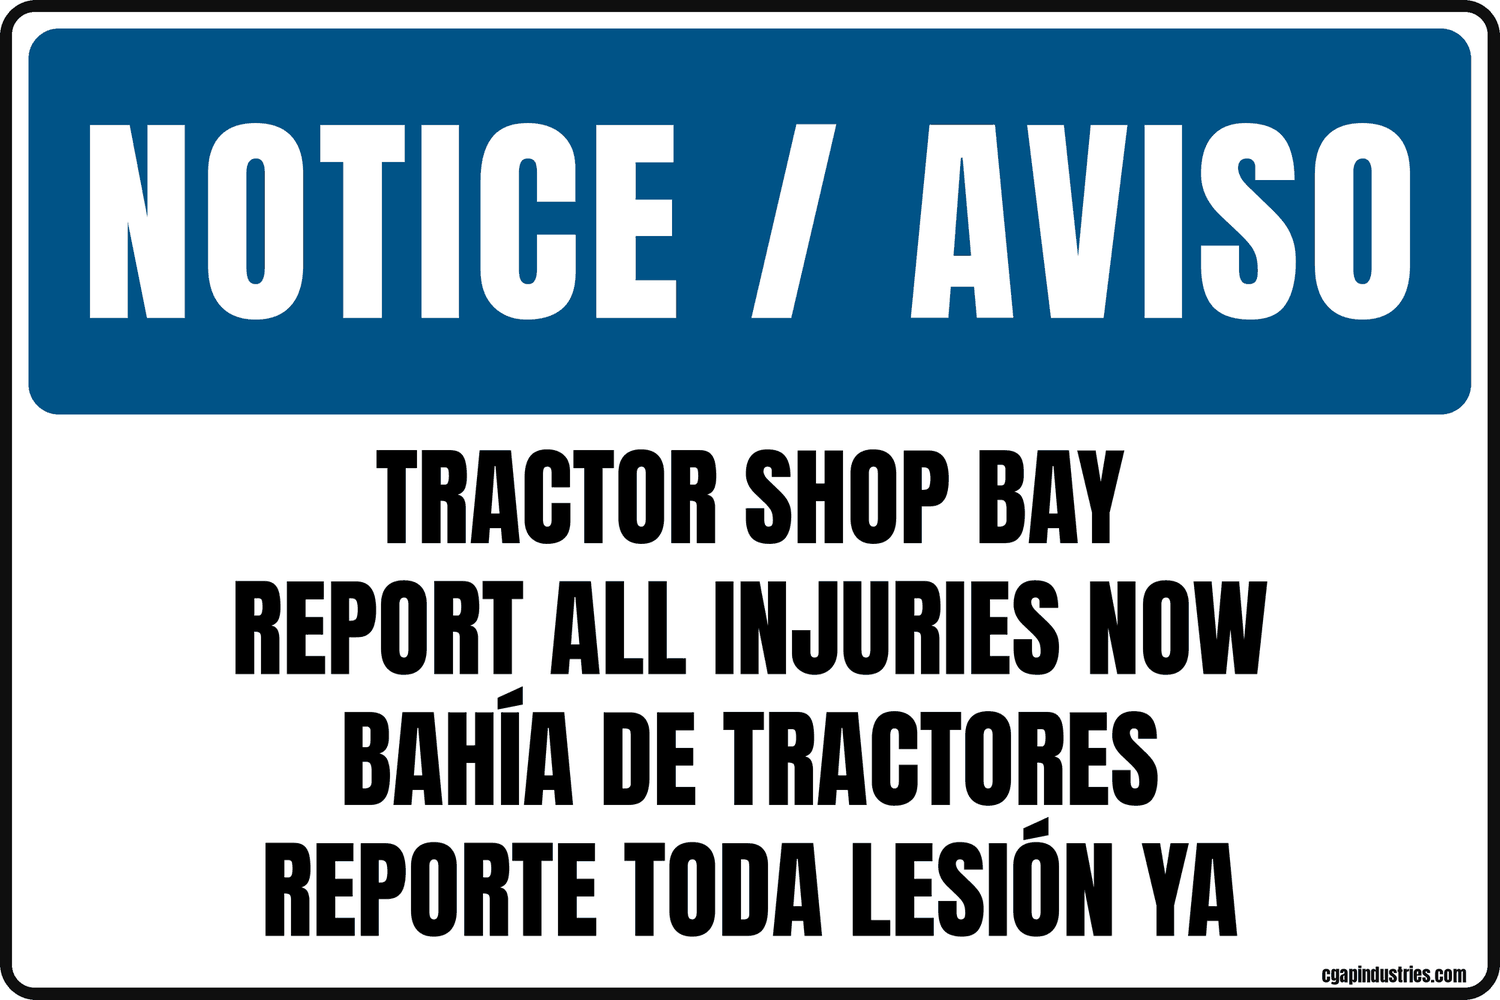 NOTICE / AVISO
TRACTOR SHOP BAY
REPORT ALL INJURIES NOW
BAHÍA DE TRACTORES
REPORTE TODA LESIÓN YA
cgapindustries.com